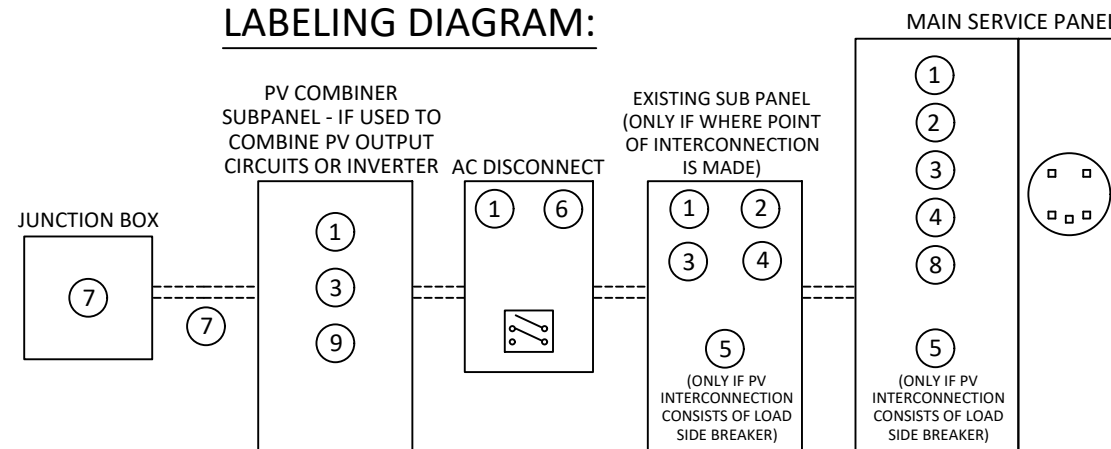 LABELING DIAGRAM:
MAIN SERVICE PANEL
PV COMBINER
SUBPANEL - IF USED TO
COMBINE PV OUTPUT
CIRCUITS OR INVERTER
AC DISCONNECT
EXISTING SUB PANEL
(ONLY IF WHERE POINT
OF INTERCONNECTION
IS MADE)
JUNCTION BOX
7
7
1
3
9
1 6
1 2
3 4
5
(ONLY IF PV
INTERCONNECTION
CONSISTS OF LOAD
SIDE BREAKER)
1
2
3
4
8
5
(ONLY IF PV
INTERCONNECTION
CONSISTS OF LOAD
SIDE BREAKER)